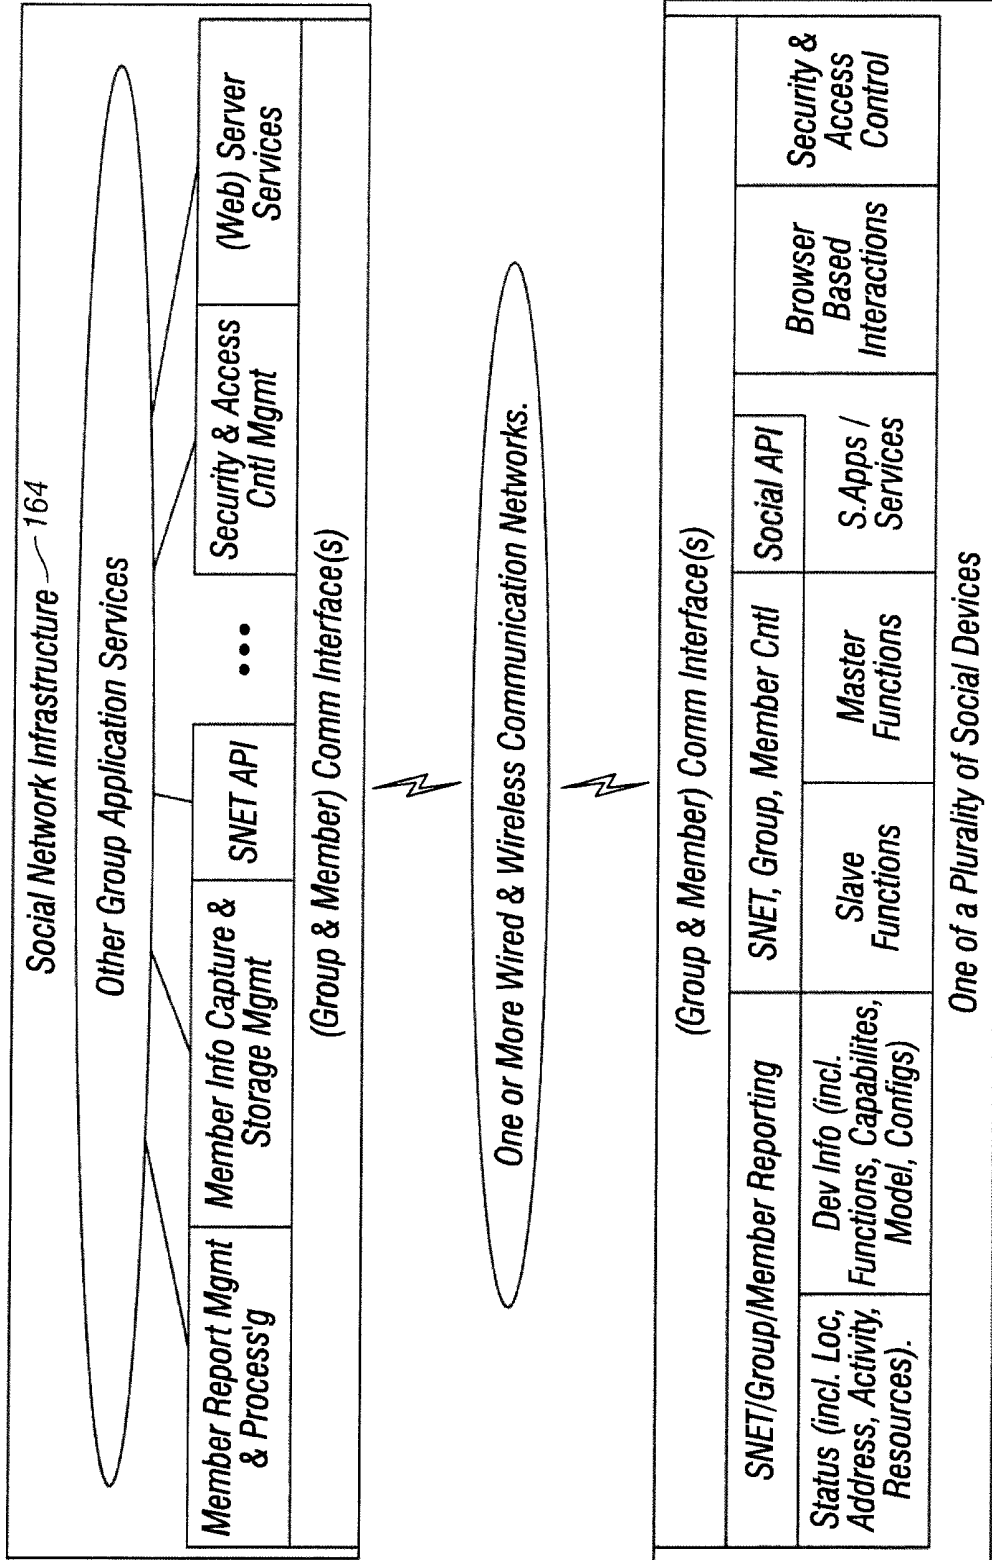 Social Network Infrastructure 164
Other Group Application Services
Member Report Mgmt
& Process'g
Member Info Capture &
Storage Mgmt
SNET API
•••
Security & Access
Cntl Mgmt
(Web) Server
Services
(Group & Member) Comm Interface(s)
One or More Wired & Wireless Communication Networks.
(Group & Member) Comm Interface(s)
SNET/Group/Member Reporting
Status (incl. Loc,
Address, Activity,
Resources).
Dev Info (incl.
Functions, Capabilites,
Model, Configs)
SNET, Group, Member Cntl
Slave
Functions
Master
Functions
Social API
S.Apps /
Services
Browser
Based
Interactions
Security &
Access
Control
One of a Plurality of Social Devices